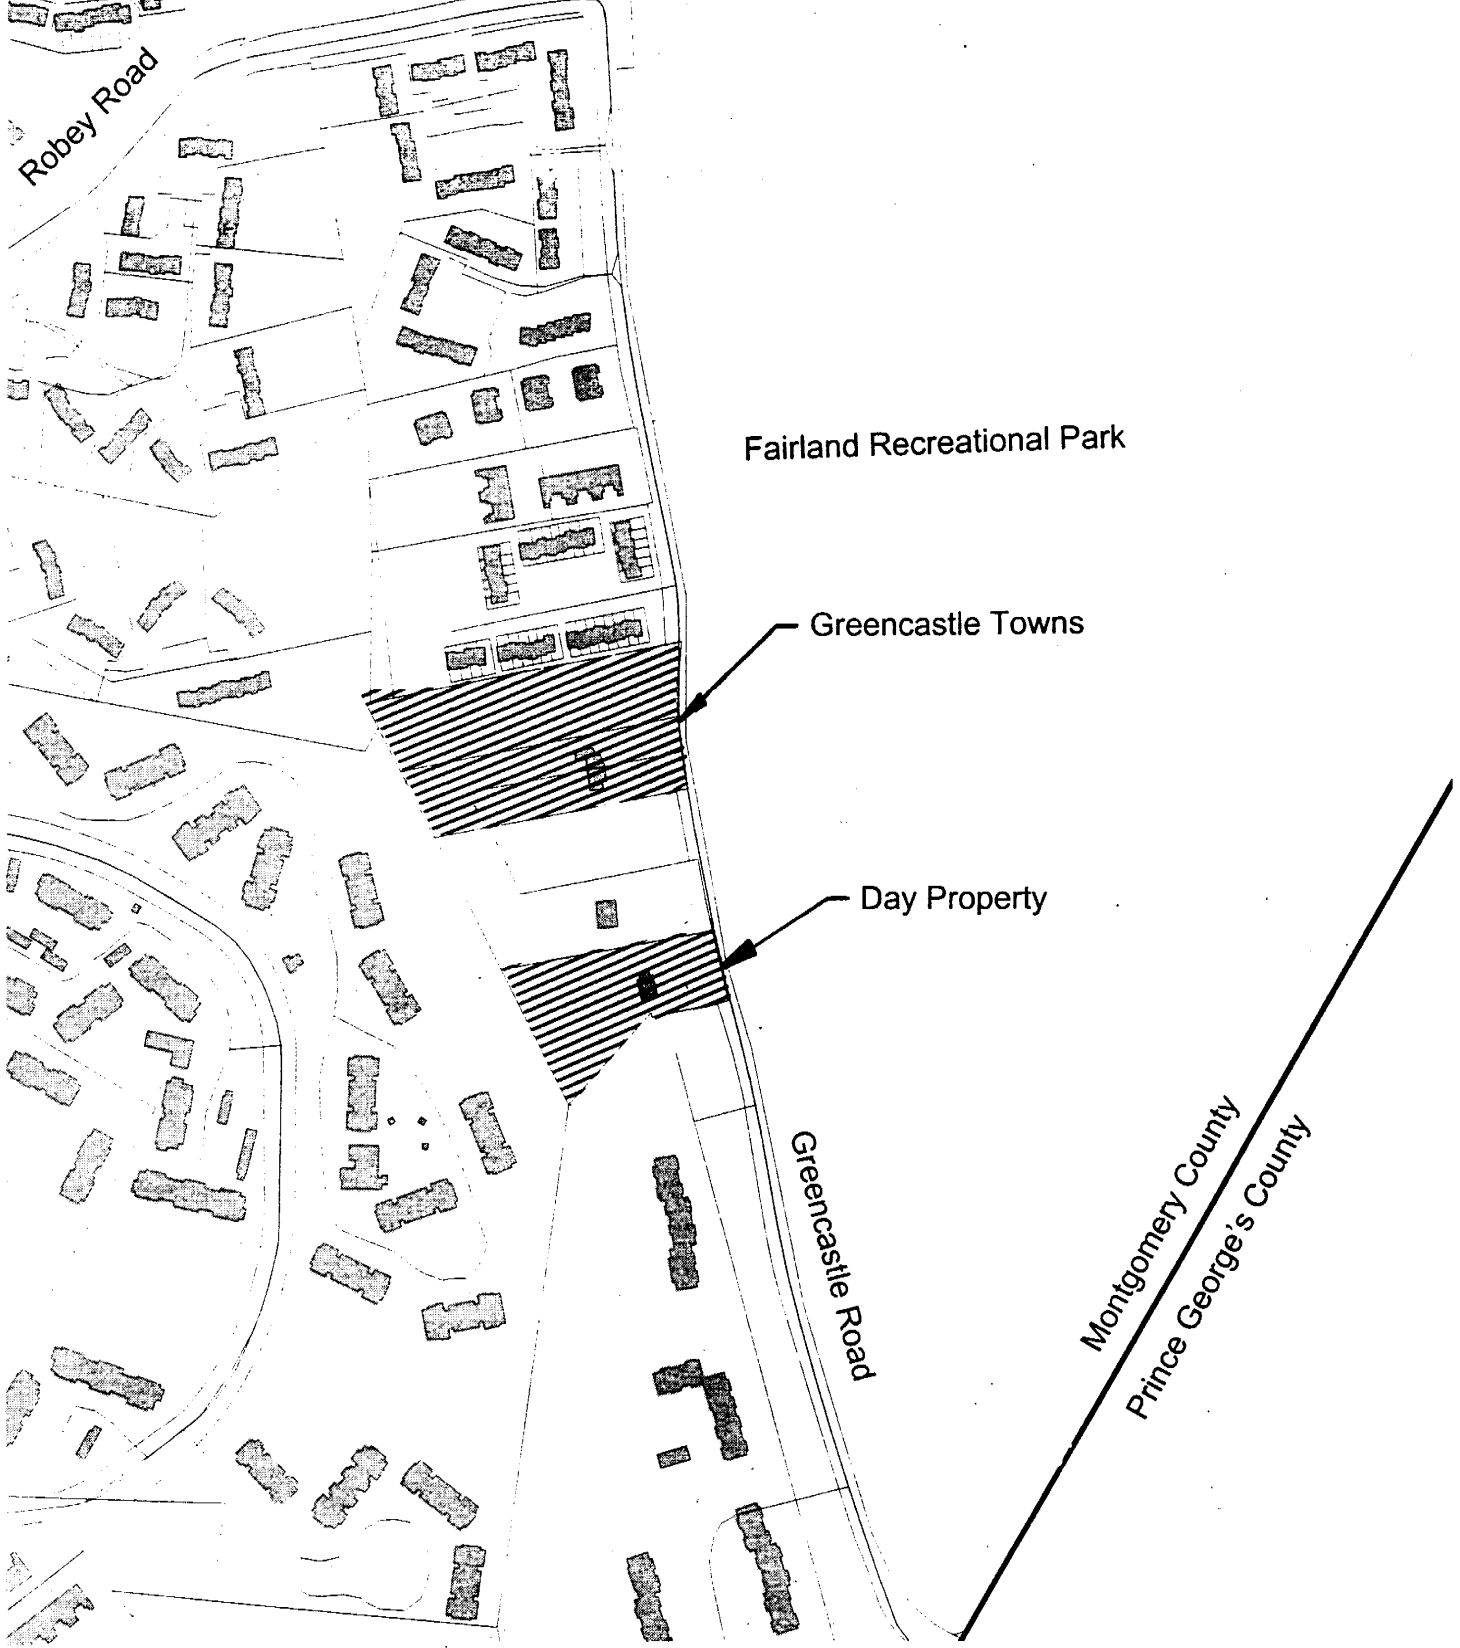 Robey Road
Fairland Recreational Park
Greencastle Towns
Day Property
Greencastle Road
Montgomery County
Prince George's County